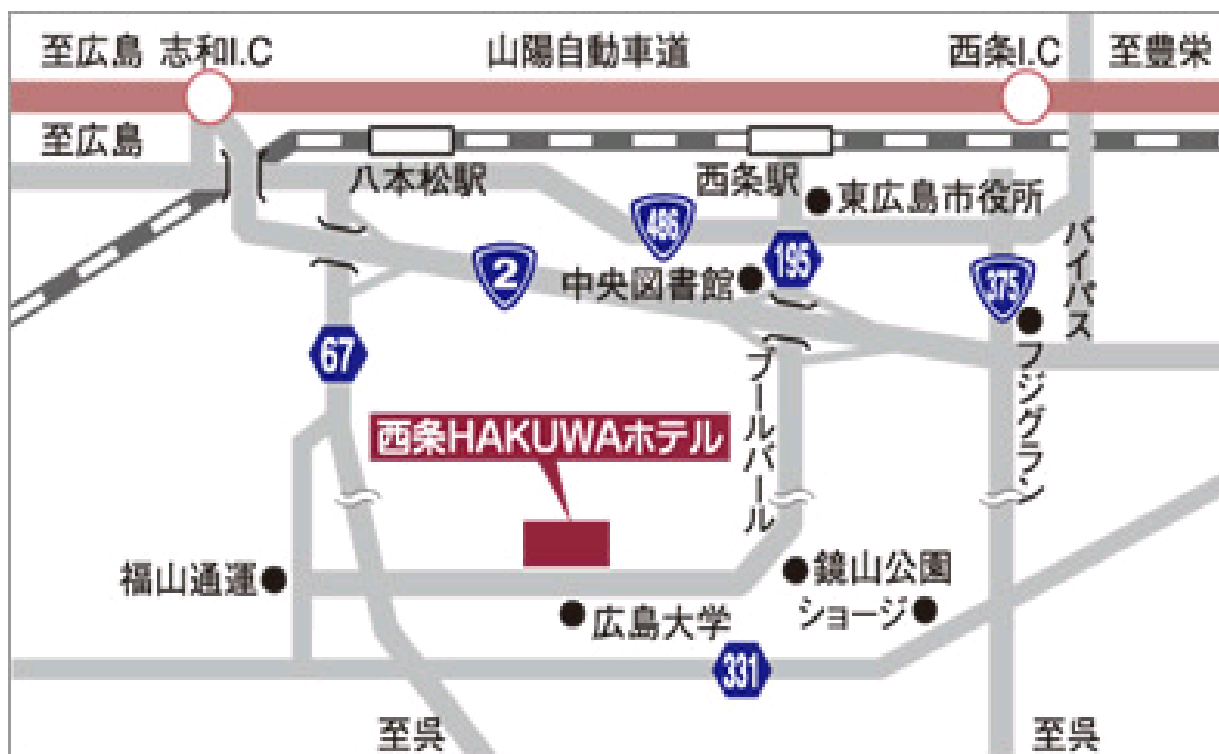 至広島 志和I.C 山陽自動車道 西条I.C 至豊栄
至広島
八本松駅 西条駅 東広島市役所
486
バイパス
2 中央図書館 195 375
67
ブールバール
フジグラン
西条HAKUWAホテル
福山通運 鏡山公園
広島大学 ショージ
331
至呉 至呉